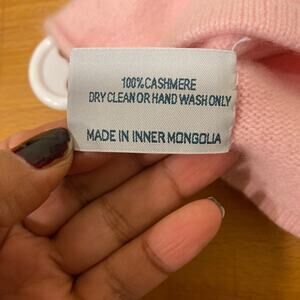 100% CASHMERE
DRY CLEAN OR HAND WASH ONLY
MADE IN INNER MONGOLIA